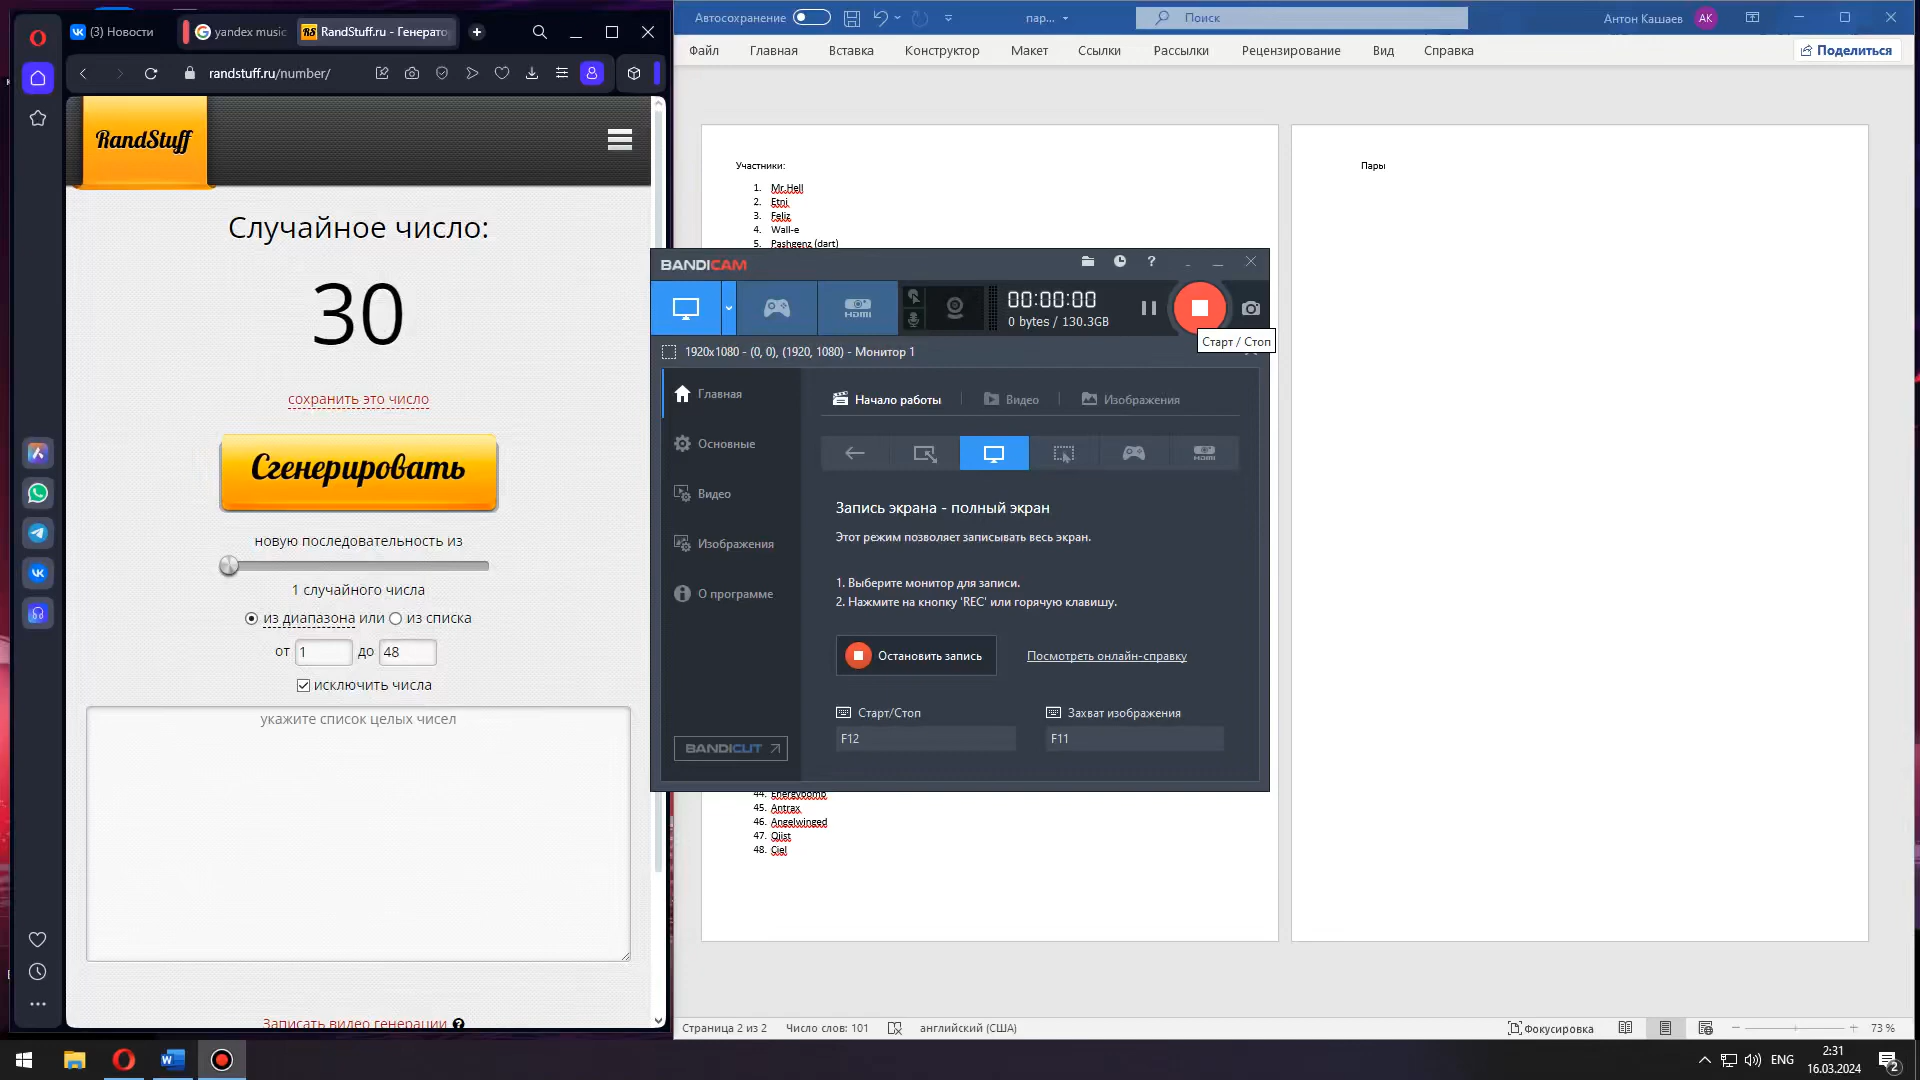 (3) Новости
yandex music
RandStuff.ru - Генерато
randstuff.ru/number/
RandStuff
Случайное число:
30
сохранить это число
Сгенерировать
новую последовательность из
1 случайного числа
из диапазона или из списка
от 1 до 48
исключить числа
укажите список целых чисел
Записать видео генерации
Автосохранение
пар...
Поиск
Антон Кашаев
АК
Файл
Главная
Вставка
Конструктор
Макет
Ссылки
Рассылки
Рецензирование
Вид
Справка
Поделиться
Участники:
1. Mr.Hell
2. Etni
3. Feliz
4. Wall-e
5. Pashgenz (dart)
44. Energybomb
45. Antrax
46. Angelwinged
47. Qiist
48. Ciel
Пары
BANDICAM
HDMI
00:00:00
0 bytes / 130.3GB
Старт / Стоп
1920x1080 - (0, 0), (1920, 1080) - Монитор 1
Главная
Основные
Видео
Изображения
О программе
BANDICUT
Начало работы
Видео
Изображения
HDMI
Запись экрана - полный экран
Этот режим позволяет записывать весь экран.
1. Выберите монитор для записи.
2. Нажмите на кнопку 'REC' или горячую клавишу.
Остановить запись
Посмотреть онлайн-справку
Старт/Стоп
F12
Захват изображения
F11
Страница 2 из 2
Число слов: 101
английский (США)
Фокусировка
73 %
ENG
2:31
16.03.2024
2